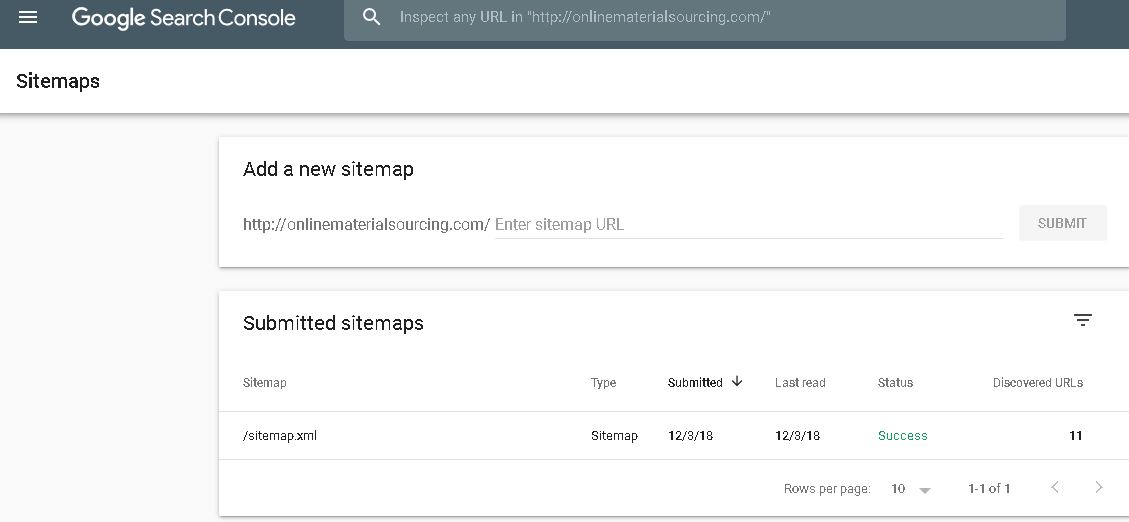 Google Search Console
Inspect any URL in "http://onlinematerialsourcing.com/"
Sitemaps
Add a new sitemap
http://onlinematerialsourcing.com/ Enter sitemap URL SUBMIT
Submitted sitemaps
Sitemap Type Submitted Last read Status Discovered URLs
/sitemap.xml Sitemap 12/3/18 12/3/18 Success 11
Rows per page: 10 1-1 of 1